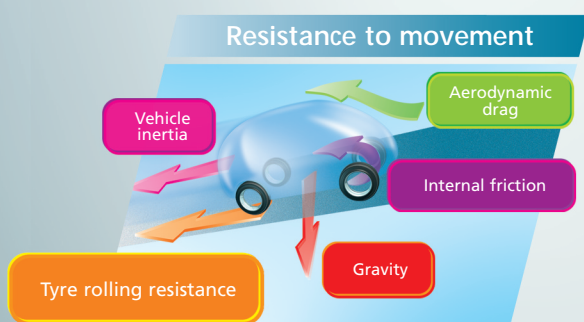 Resistance to movement
Aerodynamic
drag
Vehicle
inertia
Internal friction
Gravity
Tyre rolling resistance